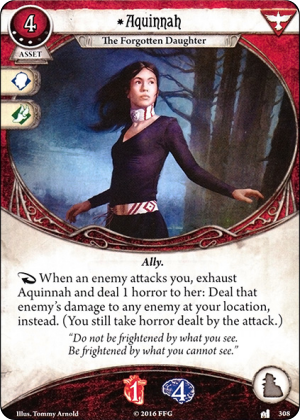 4
Aquinnah
The Forgotten Daughter
ASSET
Ally.
When an enemy attacks you, exhaust
Aquinnah and deal 1 horror to her: Deal that
enemy's damage to any enemy at your location,
instead. (You still take horror dealt by the attack.)
"Do not be frightened by what you see.
Be frightened by what you cannot see."
1
4
Illus. Tommy Arnold
© 2016 FFG
308